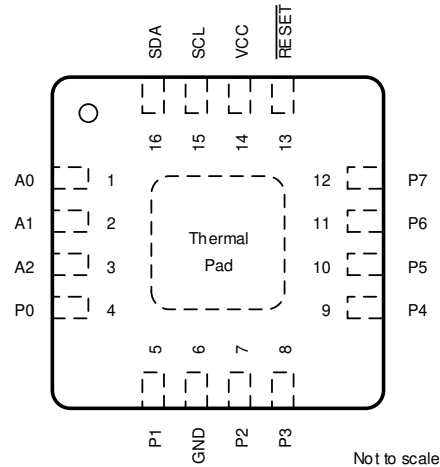 SDA SCL VCC RESET
16 15 14 13
A0 1 12 P7
A1 2 11 P6
Thermal
A2 3 10 P5
Pad
P0 4 9 P4
5 6 7 8
P1 GND P2 P3
Not to scale